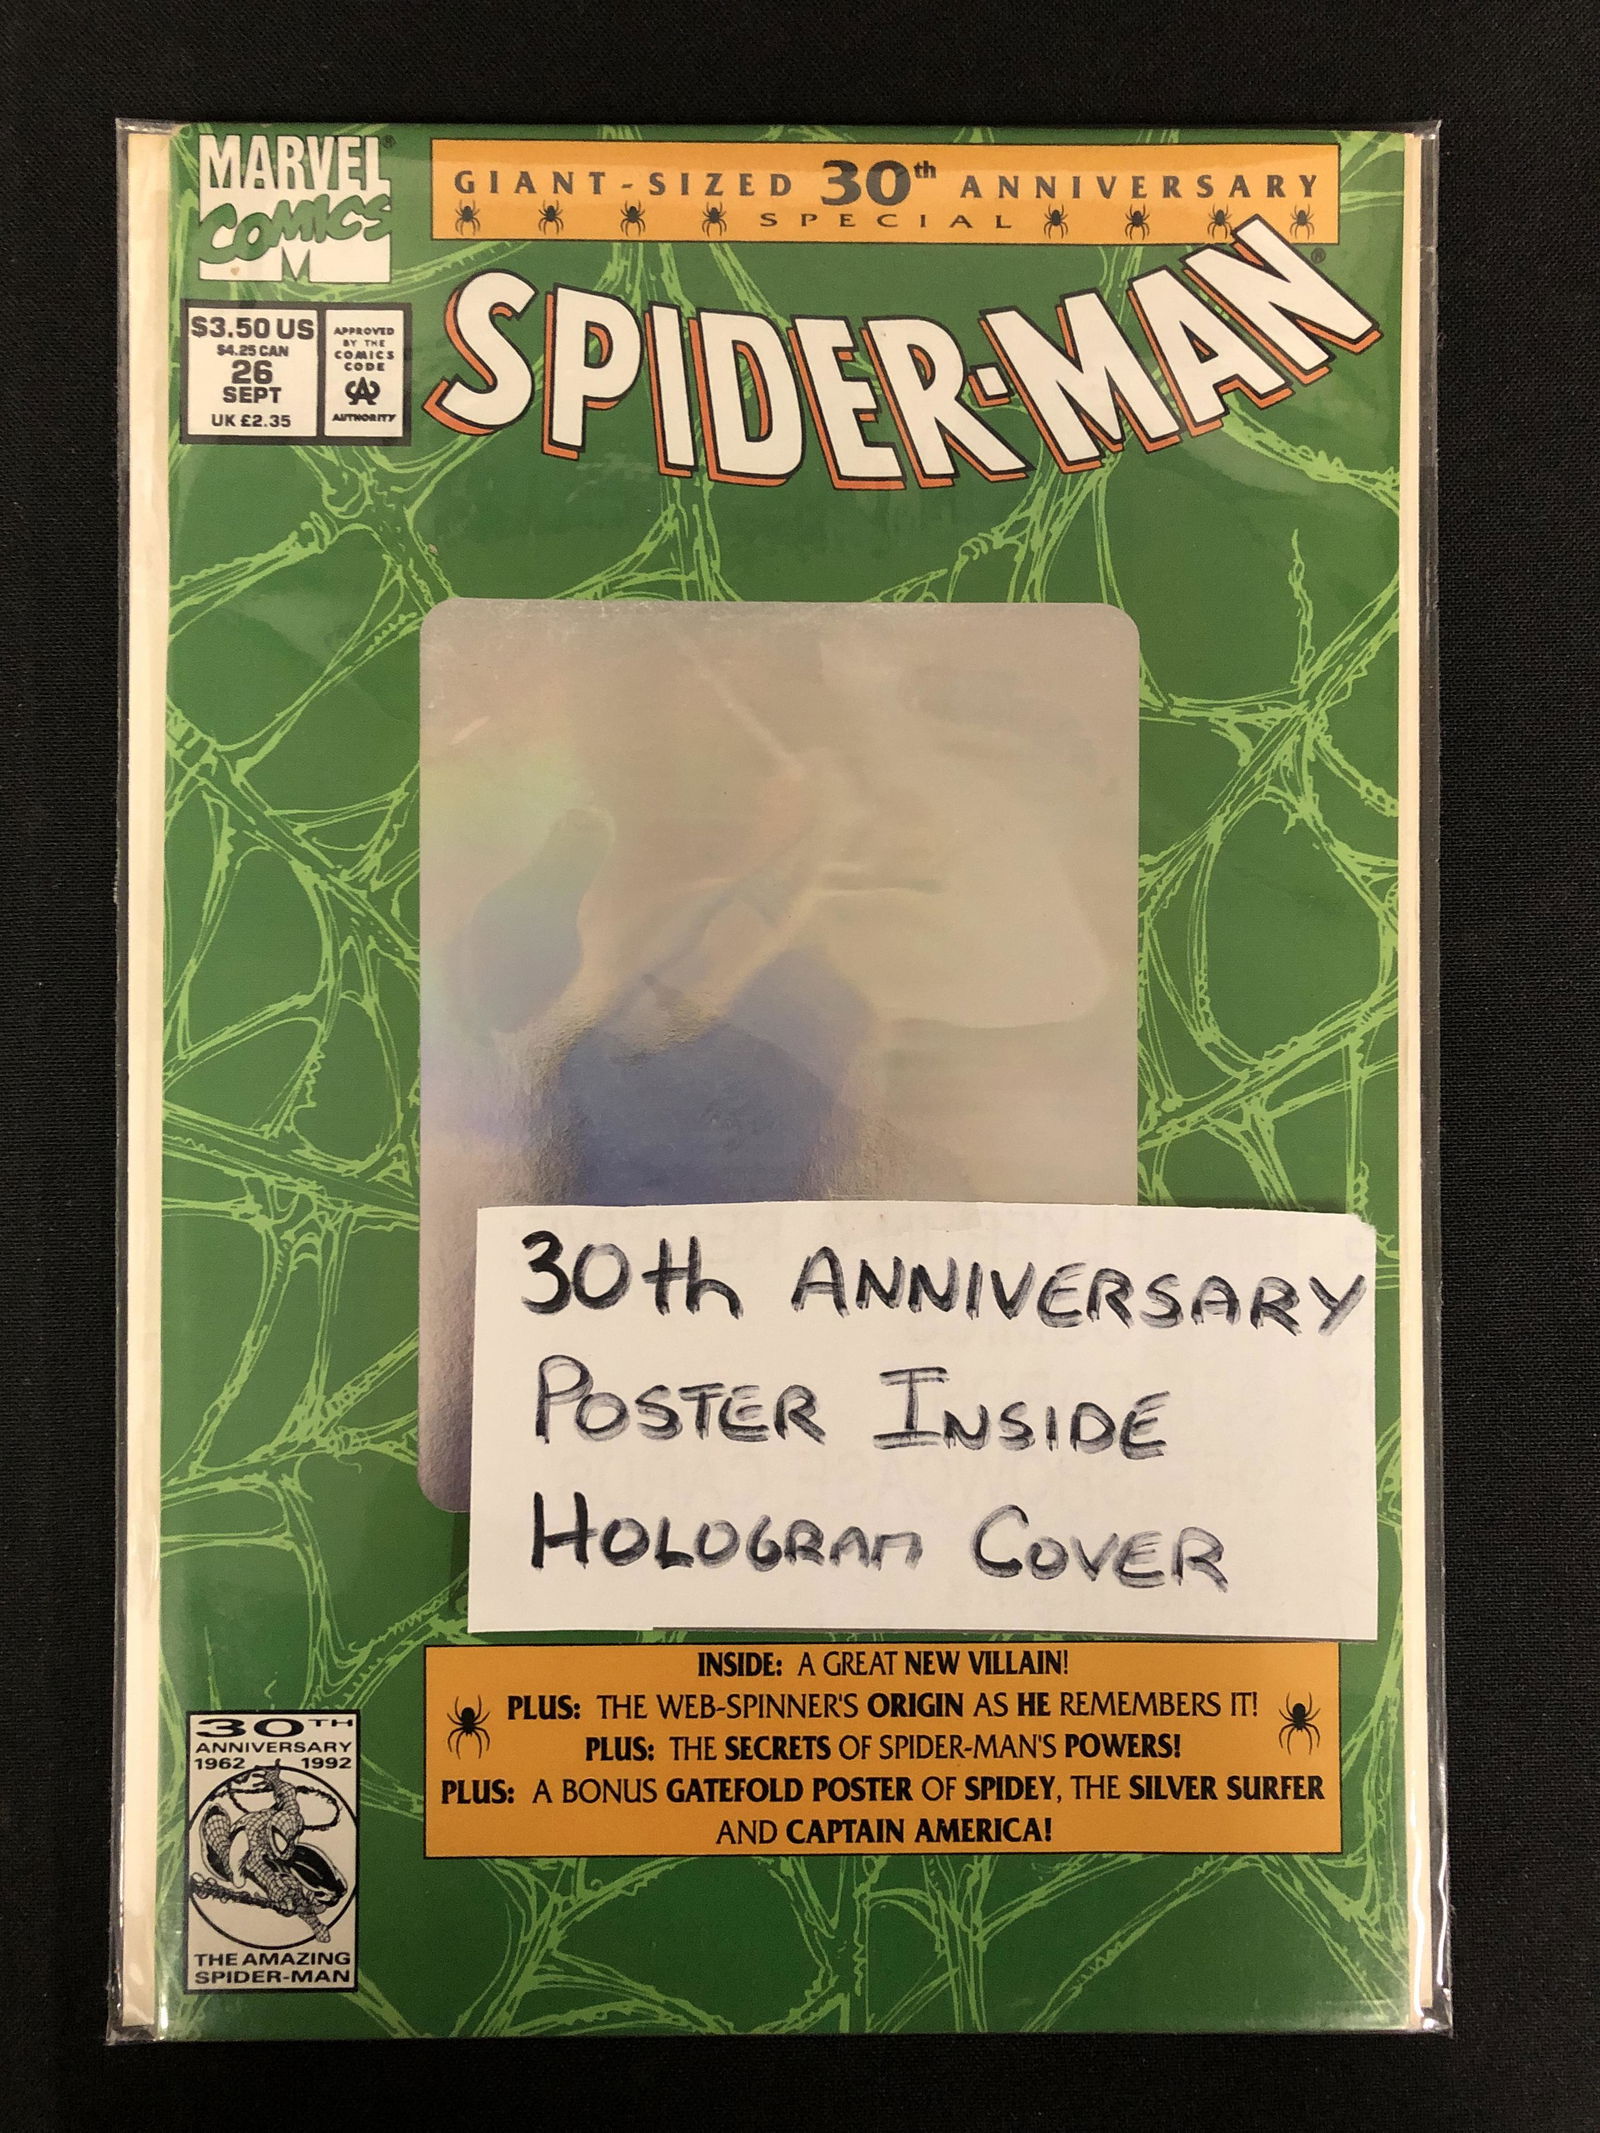 MARVEL
COMICS
M
GIANT-SIZED 30th ANNIVERSARY
SPECIAL
SPIDER-MAN®
$3.50 US
$4.25 CAN
26
SEPT
UK £2.35
APPROVED
BY THE
COMICS
CODE
CA
AUTHORITY
30th ANNIVERSARY
POSTER INSIDE
HOLOGRAM COVER
INSIDE: A GREAT NEW VILLAIN!
PLUS: THE WEB-SPINNER'S ORIGIN AS HE REMEMBERS IT!
PLUS: THE SECRETS OF SPIDER-MAN'S POWERS!
PLUS: A BONUS GATEFOLD POSTER OF SPIDEY, THE SILVER SURFER
AND CAPTAIN AMERICA!
30TH
ANNIVERSARY
1962 1992
THE AMAZING
SPIDER-MAN